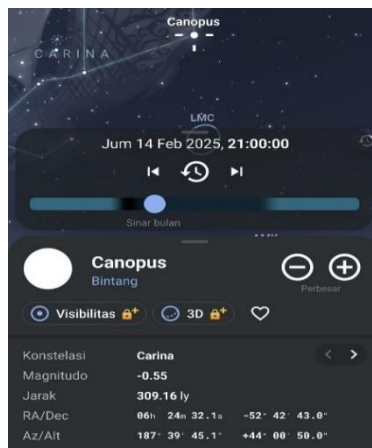 Canopus
CARINA
LMC
Jum 14 Feb 2025, 21:00:00
Sinar bulan
Canopus
Bintang
Perbesar
Visibilitas
3D
Konstelasi Carina
Magnitudo -0.55
Jarak 309.16 ly
RA/Dec 06h 24m 32.1s -52° 42' 43.0"
Az/Alt 187° 39' 45.1" +44° 00' 50.0"